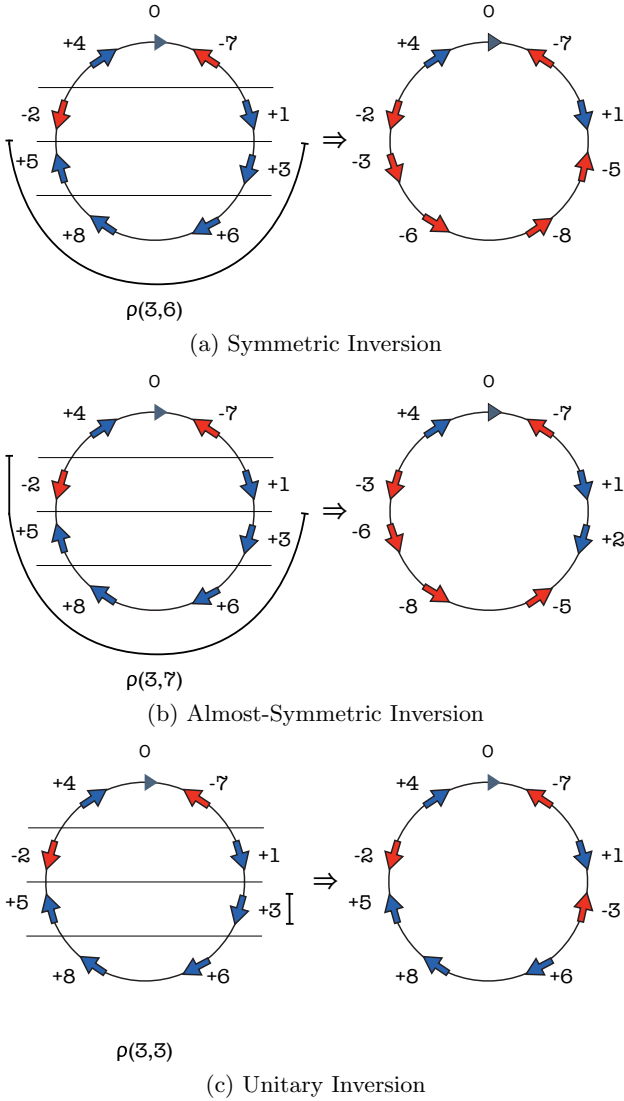 0 0
+4 -7 +4 -7
-2 +1 -2 +1
+5 +3 ⇒ -3 -5
+8 +6 -6 -8
ρ(3,6)
(a) Symmetric Inversion
0 0
+4 -7 +4 -7
-2 +1 -3 +1
+5 +3 ⇒ -6 +2
+8 +6 -8 -5
ρ(3,7)
(b) Almost-Symmetric Inversion
0 0
+4 -7 +4 -7
-2 +1 -2 +1
+5 +3 ⇒ +5 -3
+8 +6 +8 +6
ρ(3,3)
(c) Unitary Inversion